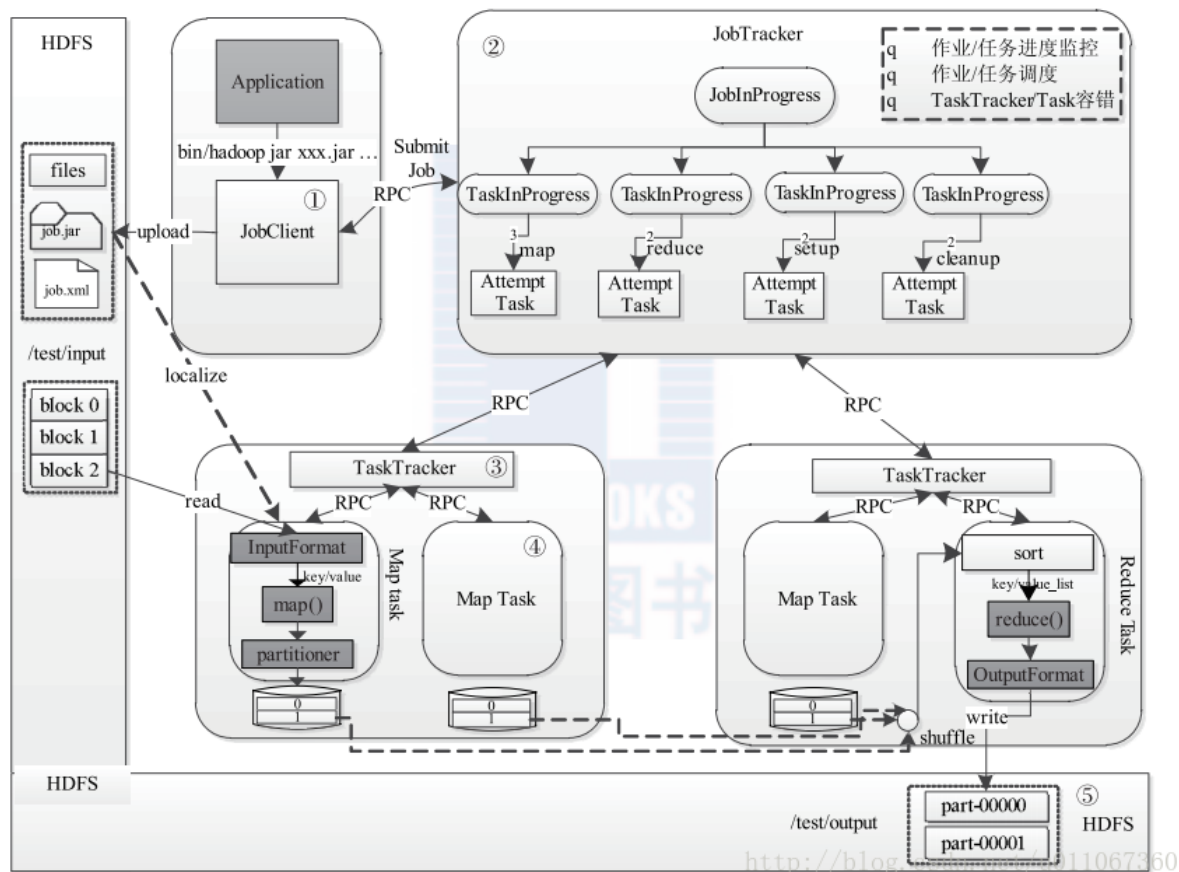 HDFS
files
job.jar
job.xml
/test/input
block 0
block 1
block 2
Application
bin/hadoop jar xxx.jar ...
①
JobClient
upload
Submit
Job
RPC
②
JobTracker
q 作业/任务进度监控
q 作业/任务调度
q TaskTracker/Task容错
JobInProgress
TaskInProgress
TaskInProgress
TaskInProgress
TaskInProgress
3
map
2
reduce
2
setup
2
cleanup
Attempt
Task
Attempt
Task
Attempt
Task
Attempt
Task
localize
read
RPC
RPC
TaskTracker ③
RPC
RPC
InputFormat
key/value
map()
partitioner
Map task
④
Map Task
0
1
0
1
TaskTracker
RPC
RPC
Map Task
0
1
sort
key/value_list
reduce()
OutputFormat
Reduce Task
write
shuffle
OKS
图书
HDFS
/test/output
part-00000
part-00001
⑤
HDFS